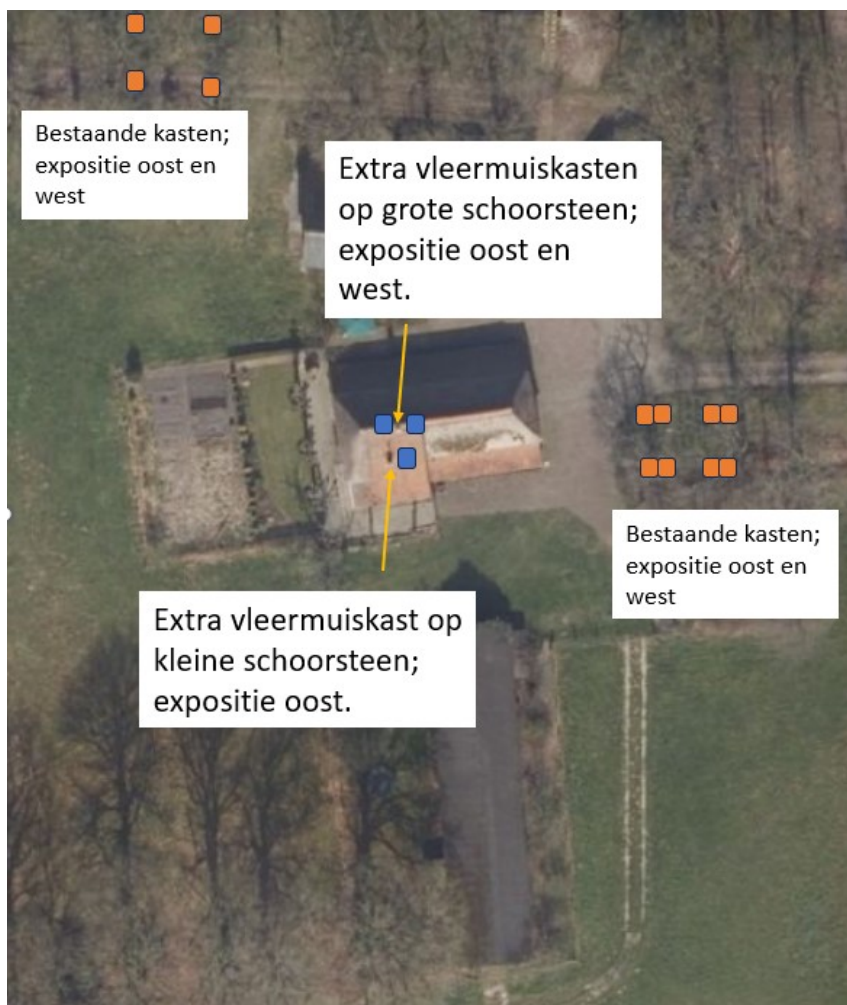 Bestaande kasten;
expositie oost en
west
Extra vleermuiskasten
op grote schoorsteen;
expositie oost en
west.
Bestaande kasten;
expositie oost en
west
Extra vleermuiskast op
kleine schoorsteen;
expositie oost.